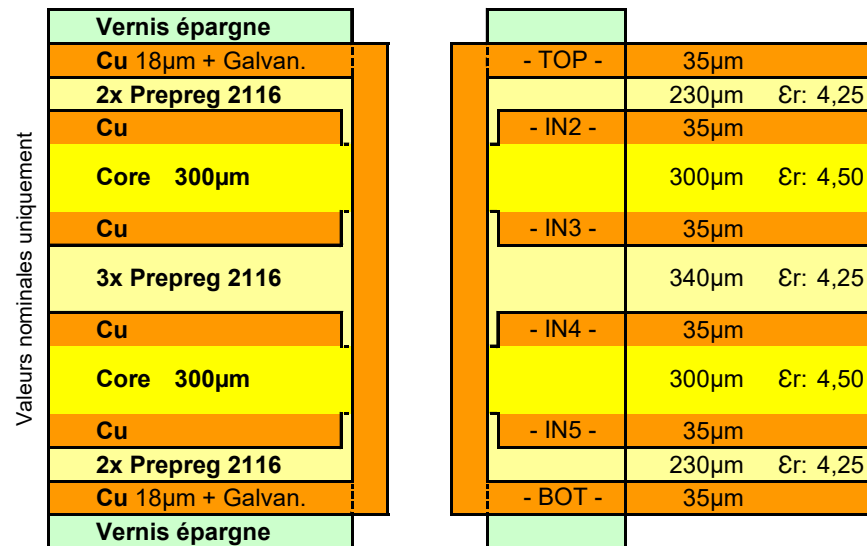 Vernis épargne
Cu 18µm + Galvan. - TOP - 35µm
2x Prepreg 2116 230µm Ɛr: 4,25
Cu - IN2 - 35µm
Core 300µm 300µm Ɛr: 4,50
Cu - IN3 - 35µm
3x Prepreg 2116 340µm Ɛr: 4,25
Cu - IN4 - 35µm
Core 300µm 300µm Ɛr: 4,50
Cu - IN5 - 35µm
2x Prepreg 2116 230µm Ɛr: 4,25
Cu 18µm + Galvan. - BOT - 35µm
Vernis épargne
Valeurs nominales uniquement